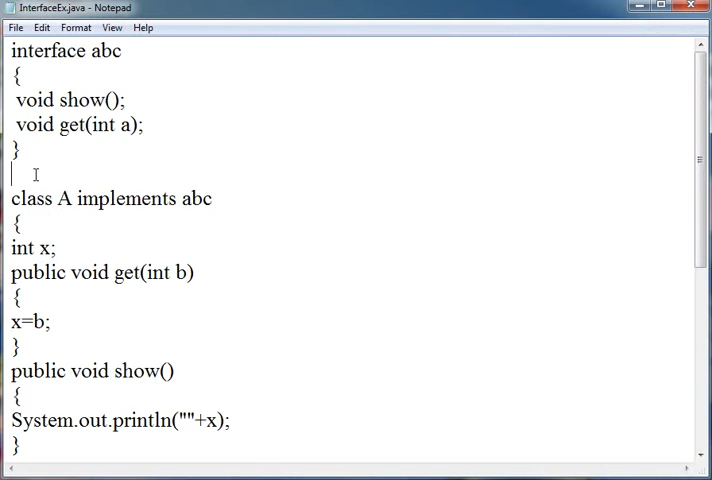 InterfaceEx.java - Notepad
File Edit Format View Help
interface abc
{
void show();
void get(int a);
}
class A implements abc
{
int x;
public void get(int b)
{
x=b;
}
public void show()
{
System.out.println(""+x);
}